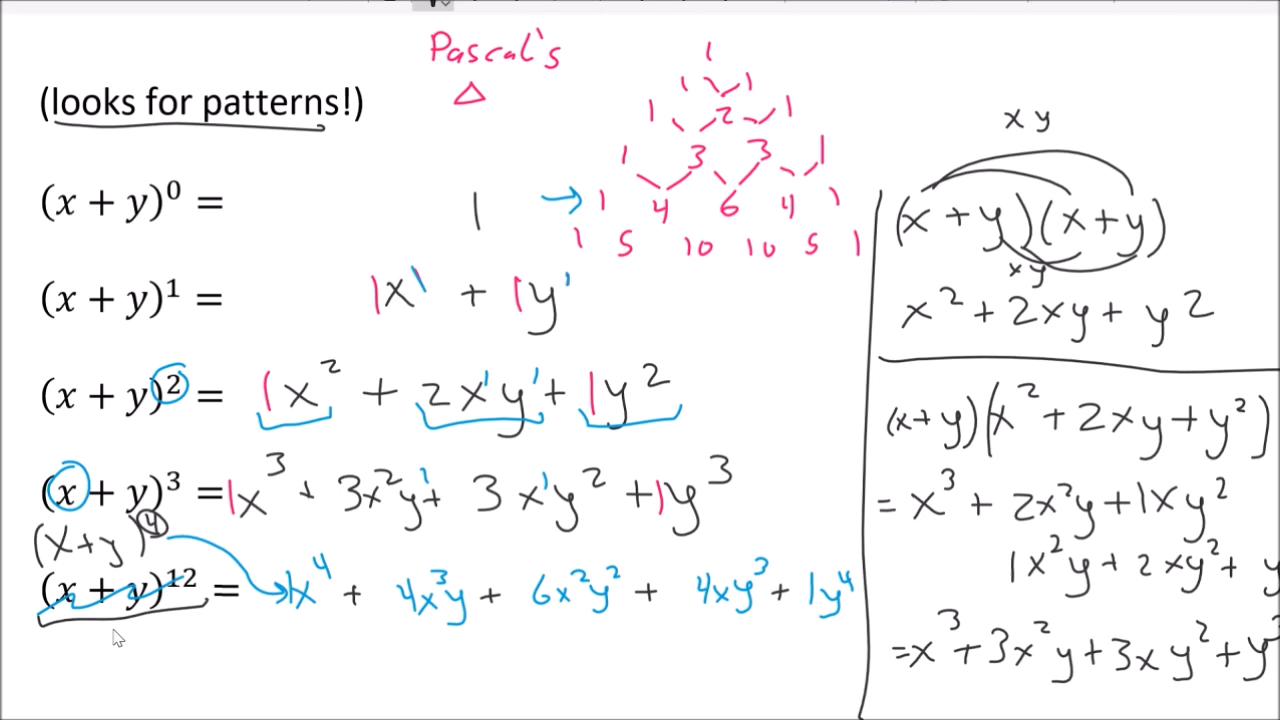 Pascal's
△
(looks for patterns!)
1
1 1
1 2 1
1 3 3 1
→ 1 4 6 4 1
1 5 10 10 5 1
(x + y)⁰ = 1
(x + y)¹ = 1x¹ + 1y¹
(x + y)² = 1x² + 2x¹y¹ + 1y²
(x + y)³ = 1x³ + 3x²y¹ + 3x¹y² + 1y³
(x+y)⁴
(x + y)¹² = 1x⁴ + 4x³y + 6x²y² + 4xy³ + 1y⁴
xy
(x + y)(x + y)
xy
x² + 2xy + y²
(x+y)(x² + 2xy + y²)
= x³ + 2x²y + 1xy²
1x²y + 2xy² + y
= x³ + 3x²y + 3xy² + y³